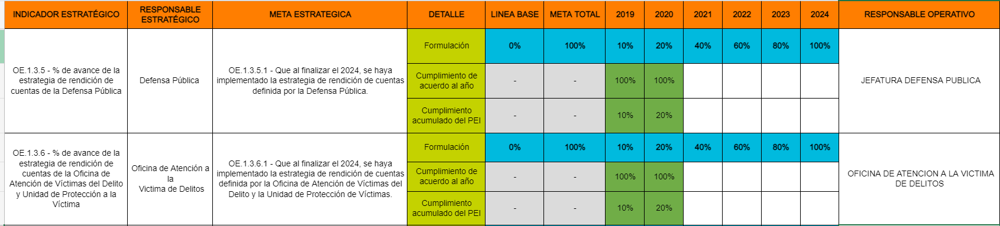 INDICADOR ESTRATÉGICO
RESPONSABLE
ESTRATÉGICO
META ESTRATEGICA
DETALLE
LINEA BASE
META TOTAL
2019
2020
2021
2022
2023
2024
RESPONSABLE OPERATIVO
OE.1.3.5 - % de avance de la
estrategia de rendición de
cuentas de la Defensa Pública
Defensa Pública
OE.1.3.5.1 - Que al finalizar el 2024, se haya
implementado la estrategia de rendición de cuentas
definida por la Defensa Pública.
Formulación
0%
100%
10%
20%
40%
60%
80%
100%
Cumplimiento de
acuerdo al año
-
-
100%
100%
Cumplimiento
acumulado del PEI
-
-
10%
20%
JEFATURA DEFENSA PUBLICA
OE.1.3.6 - % de avance de la
estrategia de rendición de
cuentas de la Oficina de
Atención de Víctimas del Delito
y Unidad de Protección a la
Víctima
Oficina de Atención a
la
Victima de Delitos
OE.1.3.6.1 - Que al finalizar el 2024, se haya
implementado la estrategia de rendición de cuentas
definida por la Oficina de Atención de Víctimas del
Delito y la Unidad de Protección de Víctimas.
Formulación
0%
100%
10%
20%
40%
60%
80%
100%
Cumplimiento de
acuerdo al año
-
-
100%
100%
Cumplimiento
acumulado del PEI
-
-
10%
20%
OFICINA DE ATENCION A LA VICTIMA
DE DELITOS